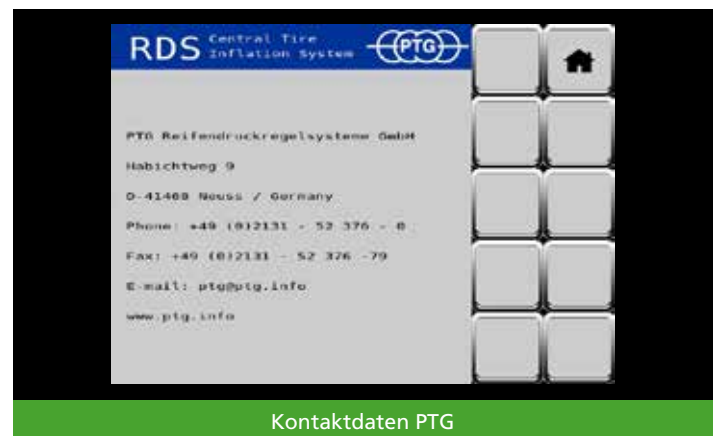 RDS Central Tire
Inflation System PTG
PTG Reifendruckregelsysteme GmbH
Habichtweg 9
D-41468 Neuss / Germany
Phone: +49 (0)2131 - 52 376 - 0
Fax: +49 (0)2131 - 52 376 -79
E-mail: ptg@ptg.info
www.ptg.info
Kontaktdaten PTG